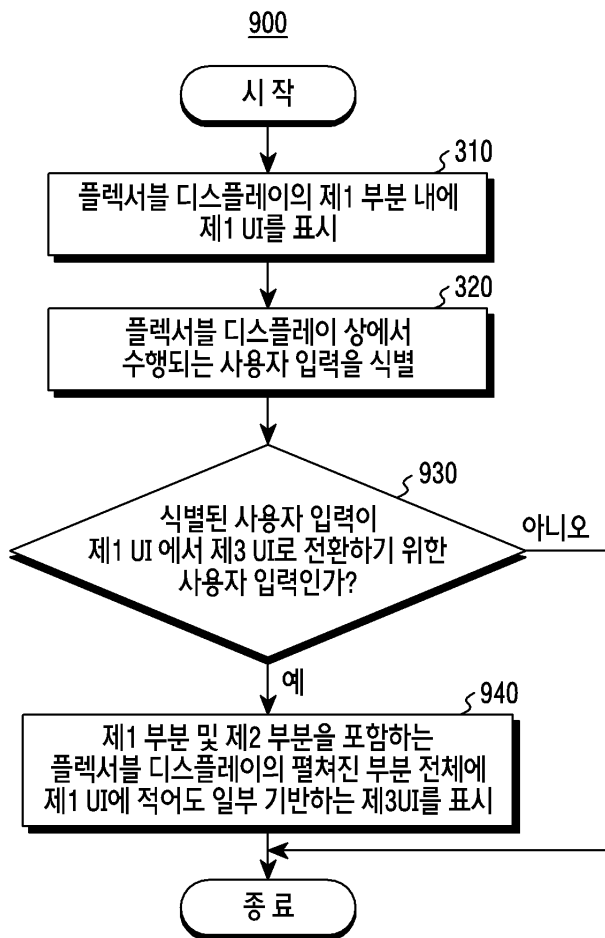 900
시 작
310
플렉서블 디스플레이의 제1 부분 내에
제1 UI를 표시
320
플렉서블 디스플레이 상에서
수행되는 사용자 입력을 식별
930
식별된 사용자 입력이
제1 UI 에서 제3 UI로 전환하기 위한
사용자 입력인가?
아니오
예
940
제1 부분 및 제2 부분을 포함하는
플렉서블 디스플레이의 펼쳐진 부분 전체에
제1 UI에 적어도 일부 기반하는 제3UI를 표시
종 료